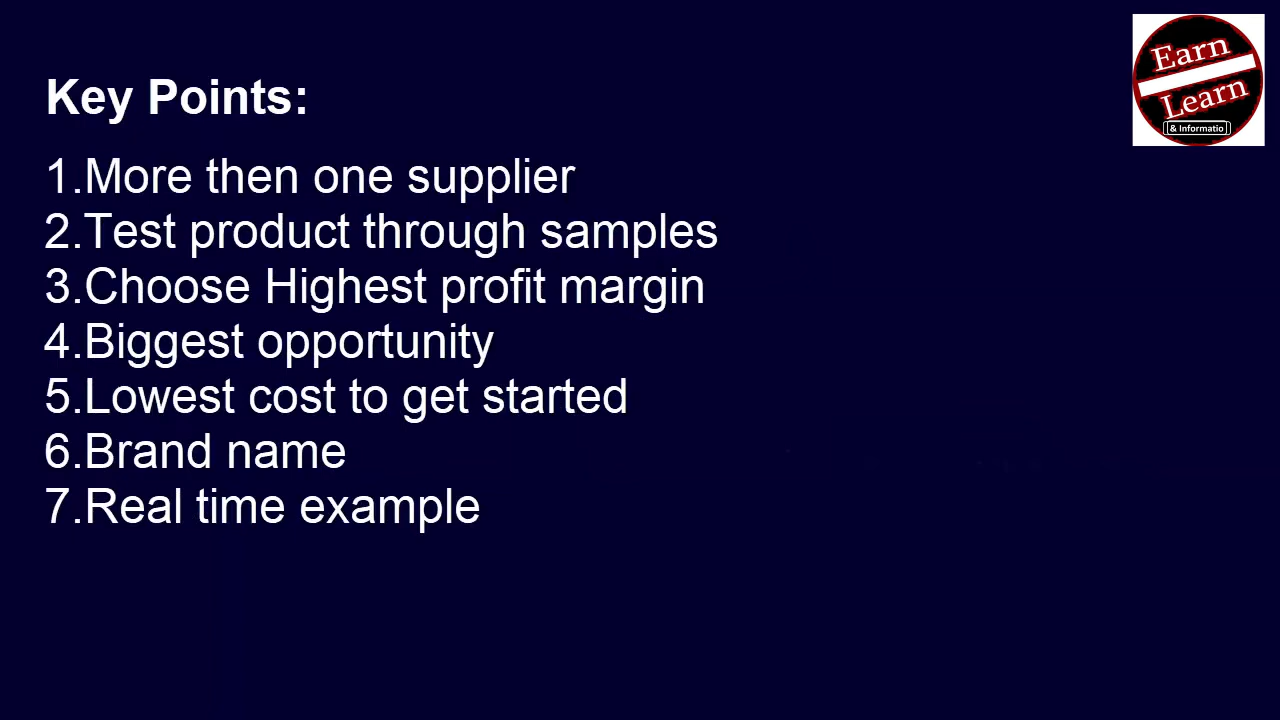 Earn
Learn
& Informatio
Key Points:
1.More then one supplier
2.Test product through samples
3.Choose Highest profit margin
4.Biggest opportunity
5.Lowest cost to get started
6.Brand name
7.Real time example